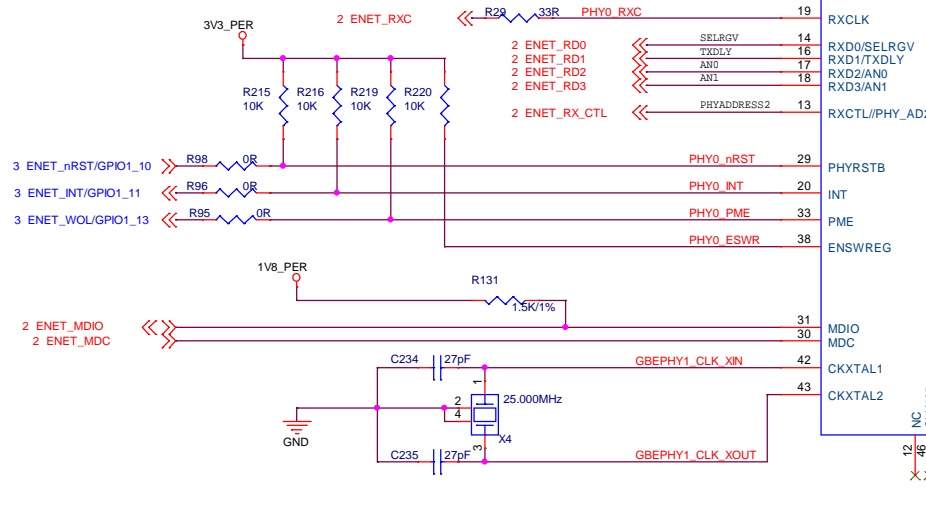 2 ENET_RXC R29 33R PHY0_RXC 19 RXCLK
3V3_PER
2 ENET_RD0 SELRGV 14 RXD0/SELRGV
2 ENET_RD1 TXDLY 16 RXD1/TXDLY
2 ENET_RD2 AN0 17 RXD2/AN0
2 ENET_RD3 AN1 18 RXD3/AN1
R215 R216 R219 R220
10K 10K 10K 10K
2 ENET_RX_CTL PHYADDRESS2 13 RXCTL//PHY_AD2
3 ENET_nRST/GPIO1_10 R98 0R PHY0_nRST 29 PHYRSTB
3 ENET_INT/GPIO1_11 R96 0R PHY0_INT 20 INT
3 ENET_WOL/GPIO1_13 R95 0R PHY0_PME 33 PME
PHY0_ESWR 38 ENSWREG
1V8_PER
R131
1.5K/1%
2 ENET_MDIO 31 MDIO
2 ENET_MDC 30 MDC
C234 27pF GBEPHY1_CLK_XIN 42 CKXTAL1
1
2 25.000MHz 43 CKXTAL2
4
GND
3 X4
C235 27pF GBEPHY1_CLK_XOUT
NC
12
46